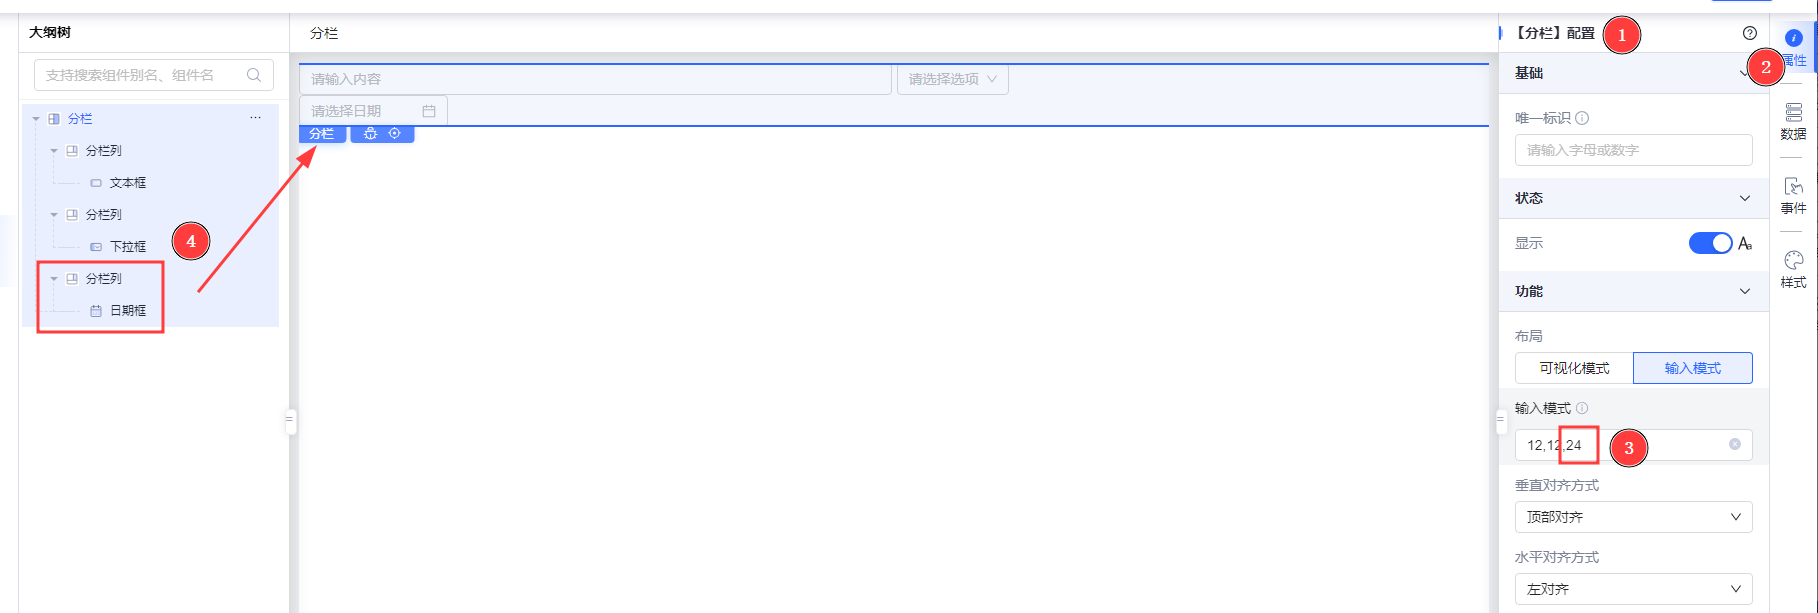 大纲树
支持搜索组件别名、组件名
分栏
分栏列
文本框
分栏列
下拉框
4
分栏列
日期框
分栏
请输入内容
请选择选项
请选择日期
分栏
【分栏】配置
1
基础
2
唯一标识
请输入字母或数字
状态
显示
功能
布局
可视化模式
输入模式
输入模式
12,12,24
3
垂直对齐方式
顶部对齐
水平对齐方式
左对齐
属性
数据
事件
样式